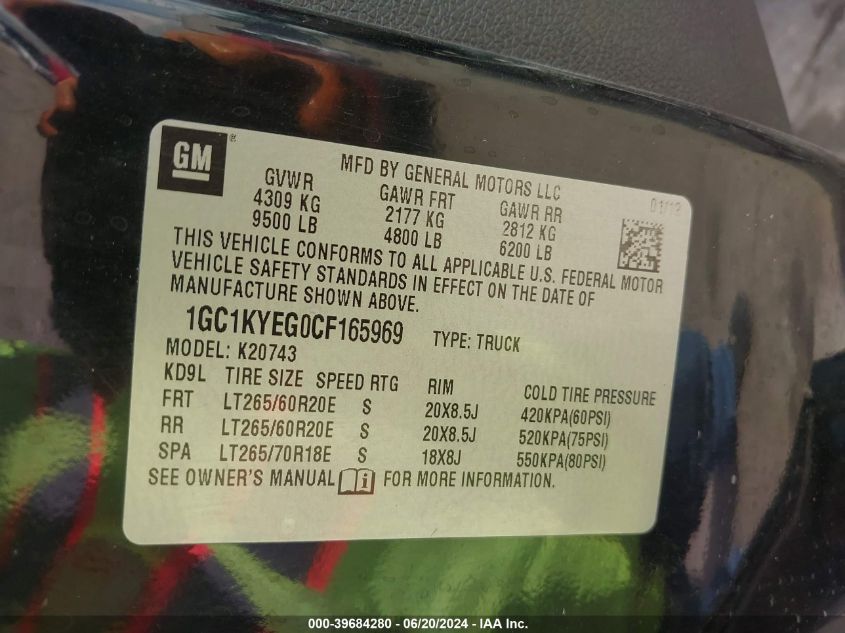 GM ®
MFD BY GENERAL MOTORS LLC
01/12
GVWR GAWR FRT GAWR RR
4309 KG 2177 KG 2812 KG
9500 LB 4800 LB 6200 LB
THIS VEHICLE CONFORMS TO ALL APPLICABLE U.S. FEDERAL MOTOR
VEHICLE SAFETY STANDARDS IN EFFECT ON THE DATE OF
MANUFACTURE SHOWN ABOVE.
1GC1KYEG0CF165969 TYPE: TRUCK
MODEL: K20743
KD9L TIRE SIZE SPEED RTG RIM COLD TIRE PRESSURE
FRT LT265/60R20E S 20X8.5J 420KPA(60PSI)
RR LT265/60R20E S 20X8.5J 520KPA(75PSI)
SPA LT265/70R18E S 18X8J 550KPA(80PSI)
SEE OWNER'S MANUAL i FOR MORE INFORMATION.
000-39684280 - 06/20/2024 - IAA Inc.